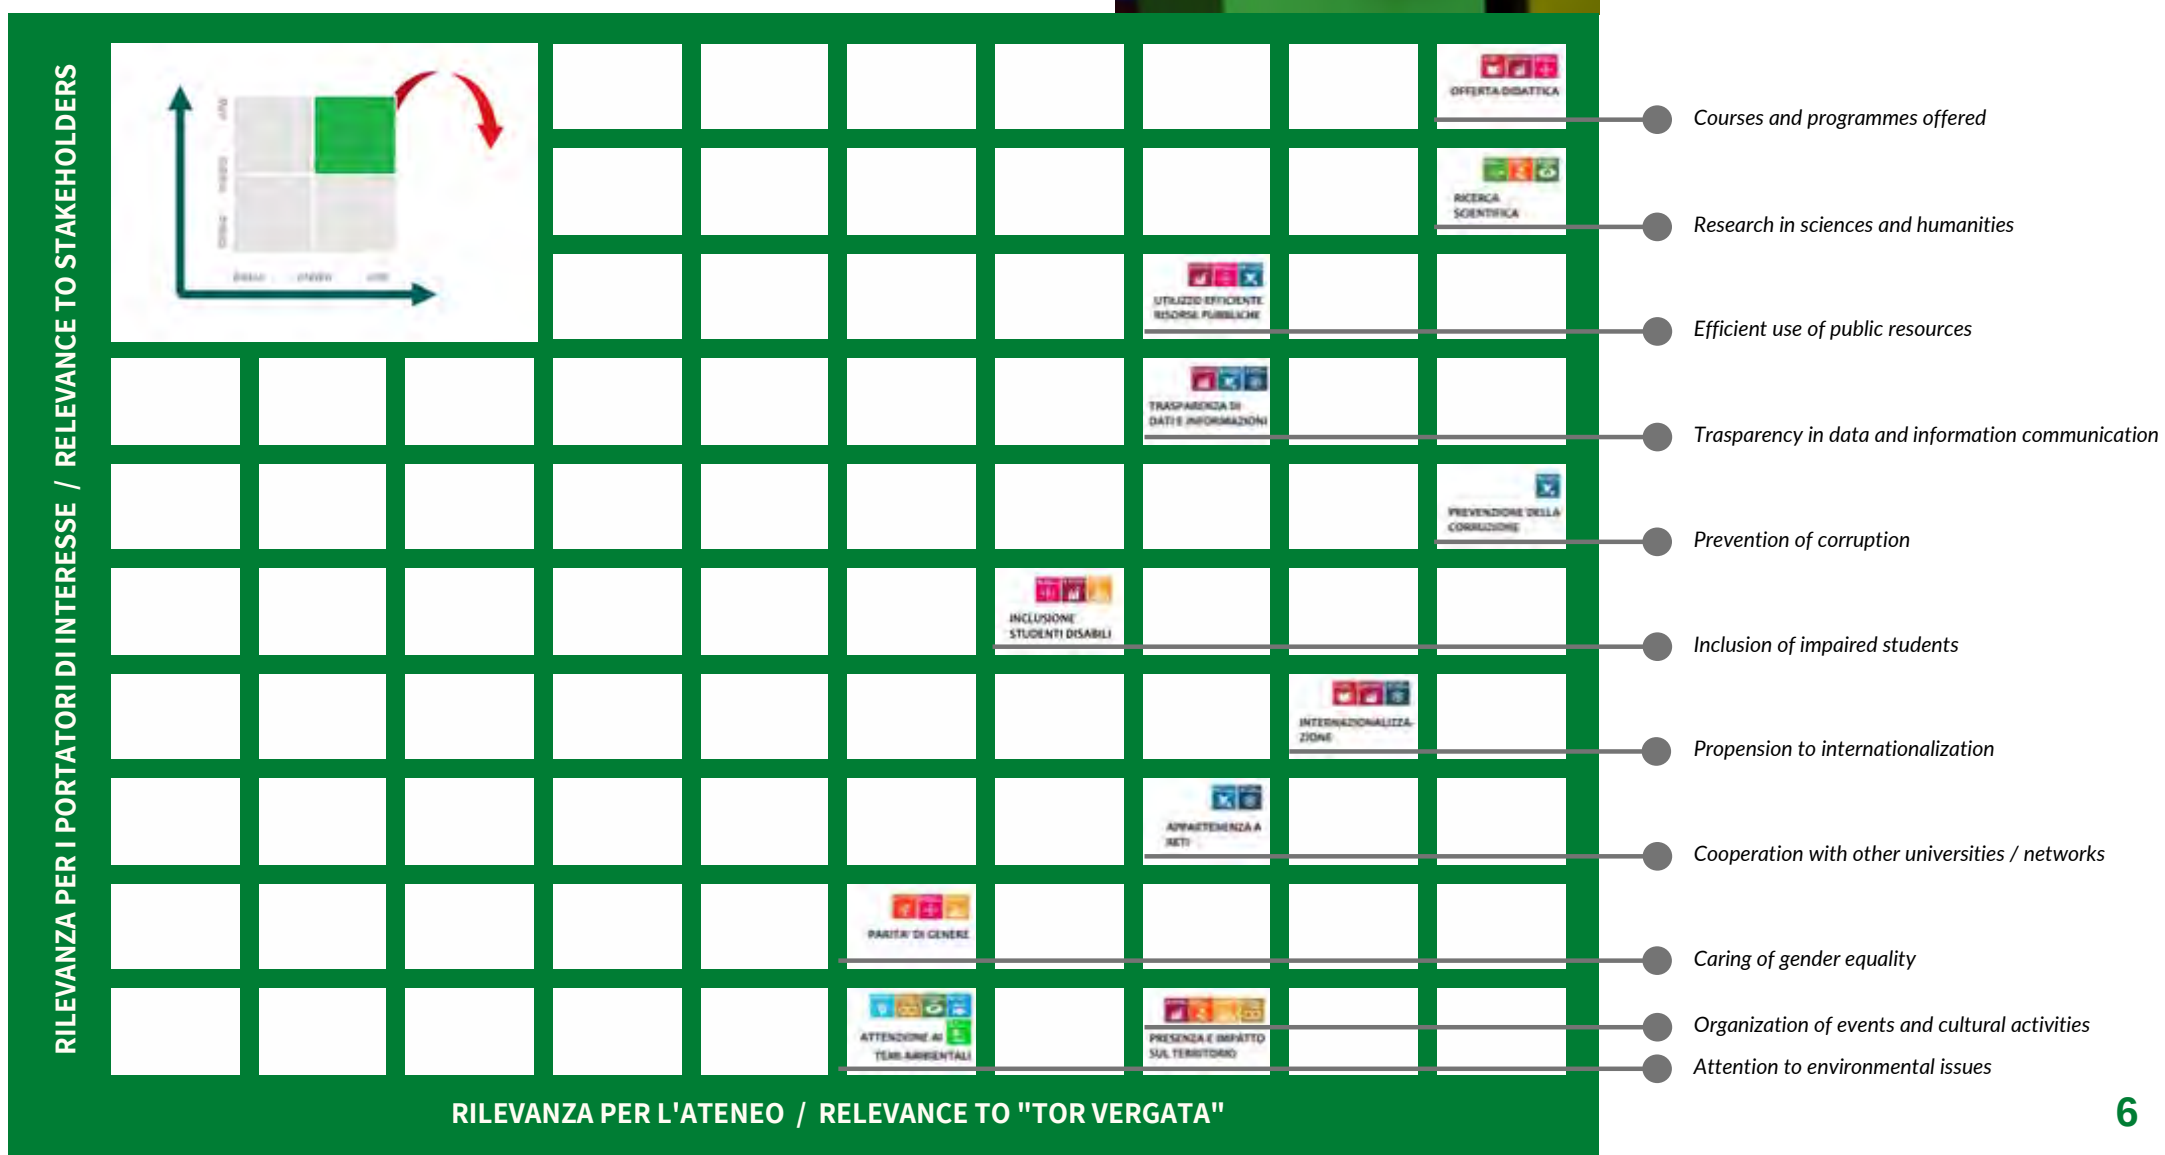 RILEVANZA PER I PORTATORI DI INTERESSE / RELEVANCE TO STAKEHOLDERS
OFFERTA DIDATTICA
Courses and programmes offered
RICERCA
SCIENTIFICA
Research in sciences and humanities
UTILIZZO EFFICIENTE
RISORSE PUBBLICHE
Efficient use of public resources
TRASPARENZA DI
DATI E INFORMAZIONI
Trasparency in data and information communication
PREVENZIONE DELLA
CORRUZIONE
Prevention of corruption
INCLUSIONE
STUDENTI DISABILI
Inclusion of impaired students
INTERNAZIONALIZZA-
ZIONE
Propension to internationalization
APPARTENENZA A
RETI
Cooperation with other universities / networks
PARITA' DI GENERE
Caring of gender equality
ATTENZIONE AI
TEMI AMBIENTALI
PRESENZA E IMPATTO
SUL TERRITORIO
Organization of events and cultural activities
Attention to environmental issues
RILEVANZA PER L'ATENEO / RELEVANCE TO "TOR VERGATA"
6